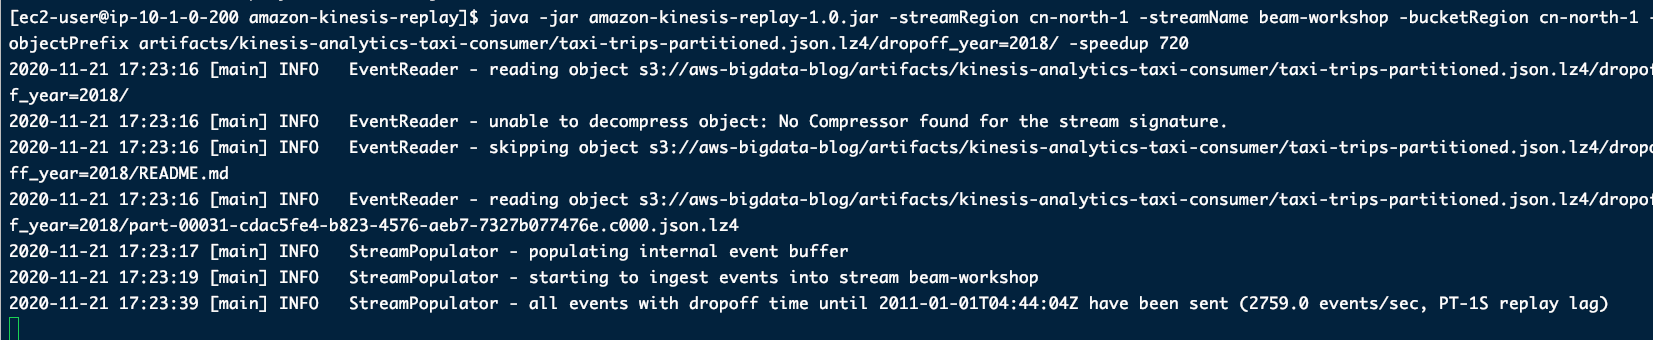 [ec2-user@ip-10-1-0-200 amazon-kinesis-replay]$ java -jar amazon-kinesis-replay-1.0.jar -streamRegion cn-north-1 -streamName beam-workshop -bucketRegion cn-north-1 -
objectPrefix artifacts/kinesis-analytics-taxi-consumer/taxi-trips-partitioned.json.lz4/dropoff_year=2018/ -speedup 720
2020-11-21 17:23:16 [main] INFO   EventReader - reading object s3://aws-bigdata-blog/artifacts/kinesis-analytics-taxi-consumer/taxi-trips-partitioned.json.lz4/dropof
f_year=2018/
2020-11-21 17:23:16 [main] INFO   EventReader - unable to decompress object: No Compressor found for the stream signature.
2020-11-21 17:23:16 [main] INFO   EventReader - skipping object s3://aws-bigdata-blog/artifacts/kinesis-analytics-taxi-consumer/taxi-trips-partitioned.json.lz4/dropo
ff_year=2018/README.md
2020-11-21 17:23:16 [main] INFO   EventReader - reading object s3://aws-bigdata-blog/artifacts/kinesis-analytics-taxi-consumer/taxi-trips-partitioned.json.lz4/dropof
f_year=2018/part-00031-cdac5fe4-b823-4576-aeb7-7327b077476e.c000.json.lz4
2020-11-21 17:23:17 [main] INFO   StreamPopulator - populating internal event buffer
2020-11-21 17:23:19 [main] INFO   StreamPopulator - starting to ingest events into stream beam-workshop
2020-11-21 17:23:39 [main] INFO   StreamPopulator - all events with dropoff time until 2011-01-01T04:44:04Z have been sent (2759.0 events/sec, PT-1S replay lag)